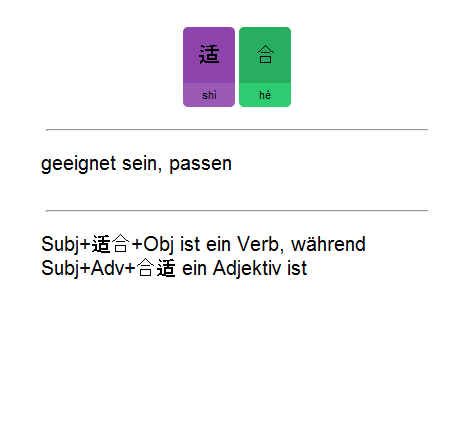 适 合
shì hé
geeignet sein, passen
Subj+适合+Obj ist ein Verb, während
Subj+Adv+合适 ein Adjektiv ist